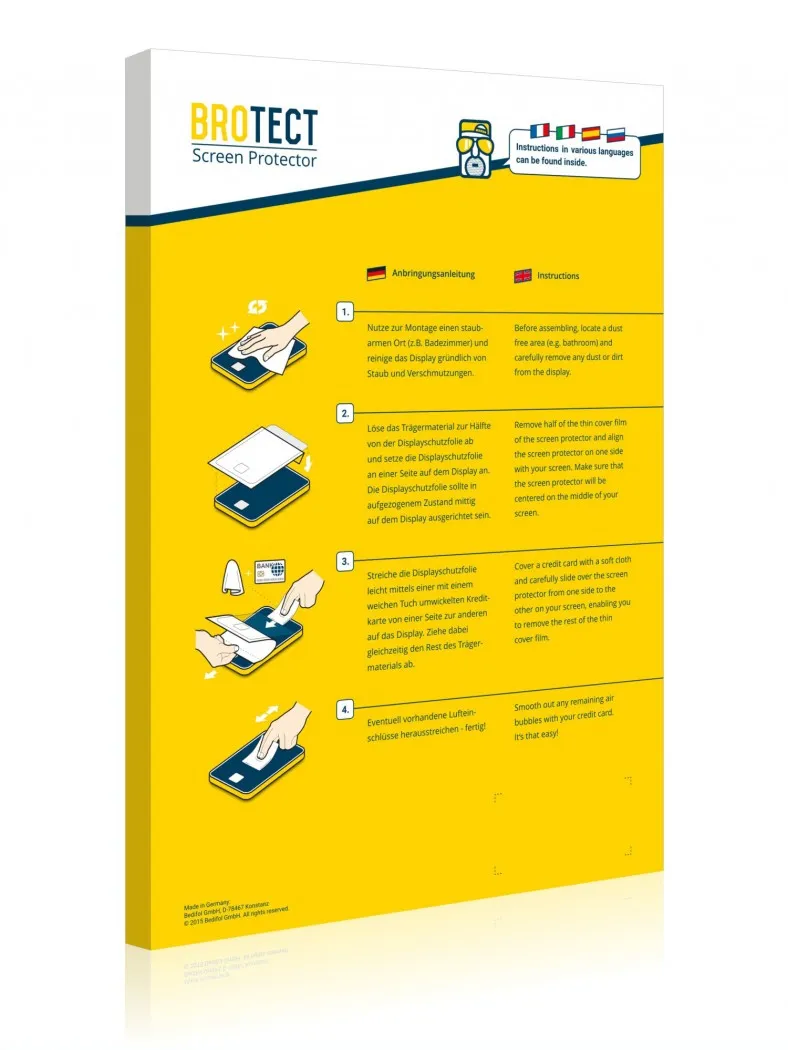 BROTECT
Screen Protector
Instructions in various languages
can be found inside.
Anbringungsanleitung
Instructions
1.
Nutze zur Montage einen staub-
armen Ort (z.B. Badezimmer) und
reinige das Display gründlich von
Staub und Verschmutzungen.
Before assembling, locate a dust
free area (e.g. bathroom) and
carefully remove any dust or dirt
from the display.
2.
Löse das Trägermaterial zur Hälfte
von der Displayschutzfolie ab
und setze die Displayschutzfolie
an einer Seite auf dem Display an.
Die Displayschutzfolie sollte in
aufgezogenem Zustand mittig
auf dem Display ausgerichtet sein.
Remove half of the thin cover film
of the screen protector and align
the screen protector on one side
with your screen. Make sure that
the screen protector will be
centered on the middle of your
screen.
3.
BANK
Streiche die Displayschutzfolie
leicht mittels einer mit einem
weichen Tuch umwickelten Kredit-
karte von einer Seite zur anderen
auf das Display. Ziehe dabei
gleichzeitig den Rest des Träger-
materials ab.
Cover a credit card with a soft cloth
and carefully slide over the screen
protector from one side to the
other on your screen, enabling you
to remove the rest of the thin
cover film.
4.
Eventuell vorhandene Luftein-
schlüsse herausstreichen - fertig!
Smooth out any remaining air
bubbles with your credit card.
It's that easy!
Made in Germany.
Bedifol GmbH, D-78467 Konstanz
© 2019 Bedifol GmbH. All rights reserved.